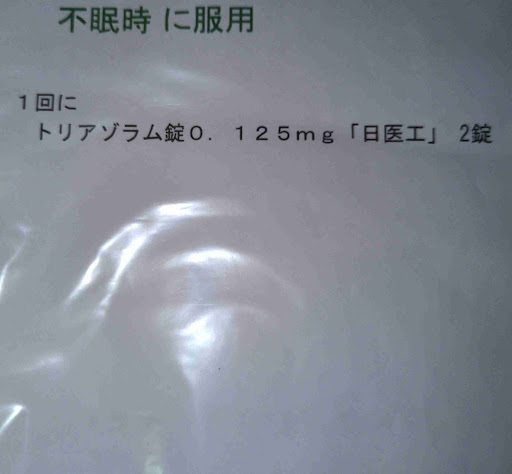 不眠時 に服用
１回に
トリアゾラム錠０．１２５ｍｇ「日医工」 2錠